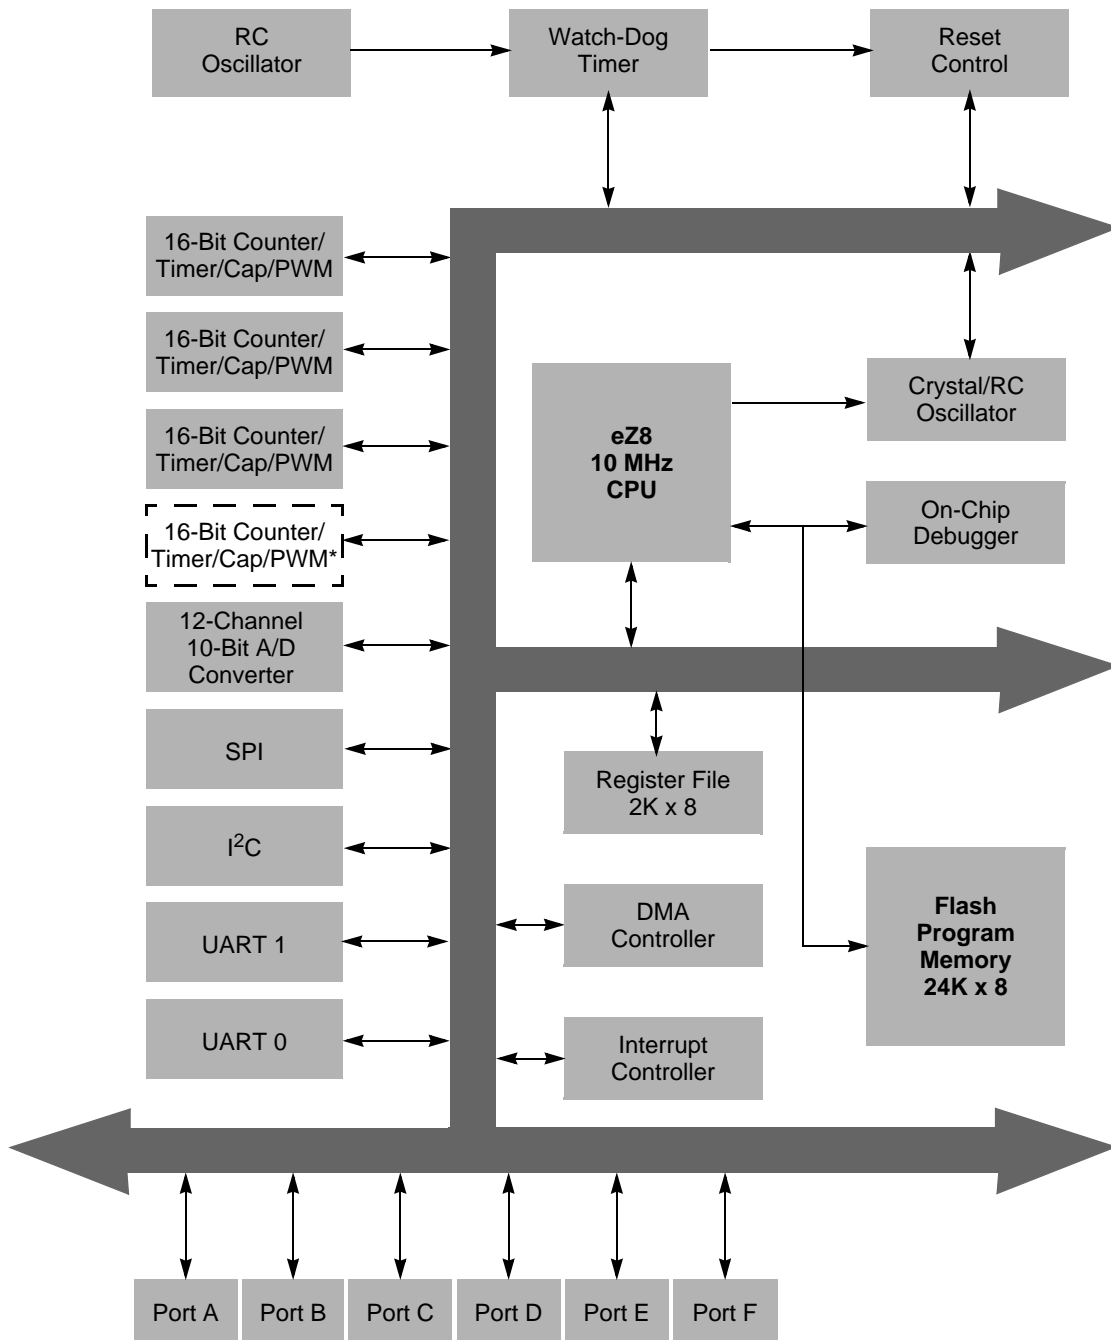 RC
Oscillator
Watch-Dog
Timer
Reset
Control
16-Bit Counter/
Timer/Cap/PWM
16-Bit Counter/
Timer/Cap/PWM
16-Bit Counter/
Timer/Cap/PWM
16-Bit Counter/
Timer/Cap/PWM*
12-Channel
10-Bit A/D
Converter
SPI
I²C
UART 1
UART 0
eZ8
10 MHz
CPU
Crystal/RC
Oscillator
On-Chip
Debugger
Register File
2K x 8
DMA
Controller
Interrupt
Controller
Flash
Program
Memory
24K x 8
Port A
Port B
Port C
Port D
Port E
Port F